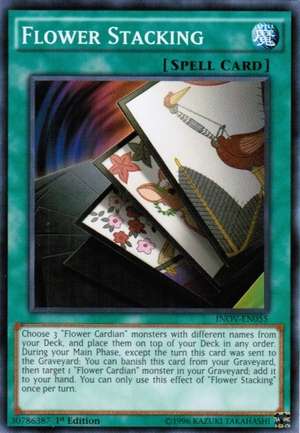 FLOWER STACKING
[SPELL CARD]
INOV-EN055
Choose 3 "Flower Cardian" monsters with different names from
your Deck, and place them on top of your Deck in any order.
During your Main Phase, except the turn this card was sent
to the Graveyard: You can banish this card from your Graveyard,
then target 1 "Flower Cardian" monster in your Graveyard; add it
to your hand. You can only use this effect of "Flower Stacking"
once per turn.
30786387 1st Edition ©1996 KAZUKI TAKAHASHI